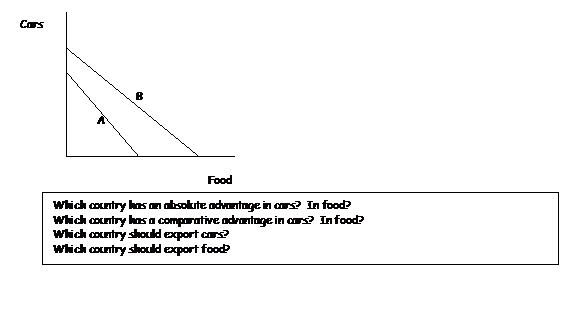 Cars
B
A
Food
Which country has an absolute advantage in cars? In food?
Which country has a comparative advantage in cars? In food?
Which country should export cars?
Which country should export food?